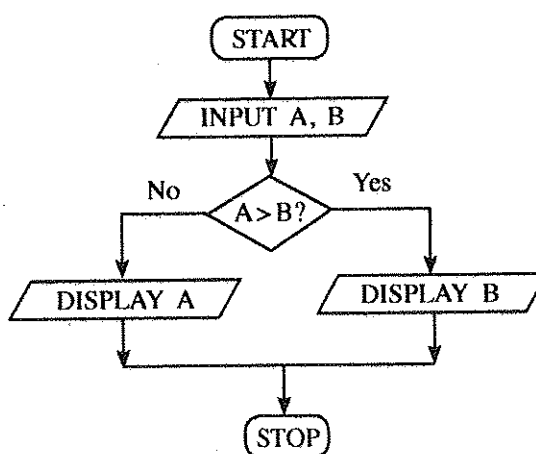 START
INPUT A, B
No
Yes
A > B?
DISPLAY A
DISPLAY B
STOP